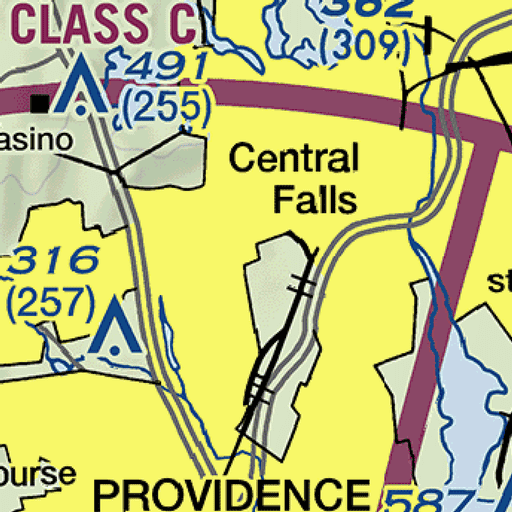 CLASS C
362
(309)
491
(255)
asino
Central
Falls
316
(257)
st
ourse
PROVIDENCE
587